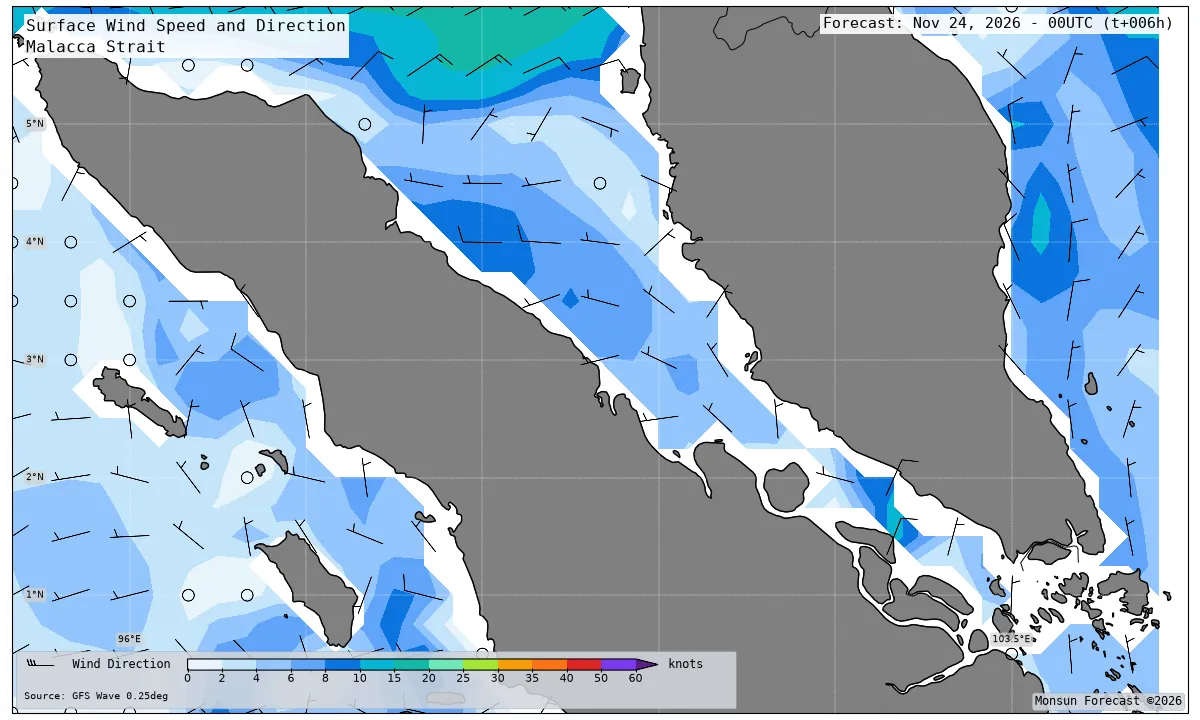 Surface Wind Speed and Direction
Malacca Strait
Forecast: Nov 24, 2026 - 00UTC (t+006h)
5°N
4°N
3°N
2°N
1°N
96°E
103.5°E
Wind Direction
knots
0 2 4 6 8 10 15 20 25 30 35 40 50 60
Source: GFS Wave 0.25deg
Monsun Forecast ©2026